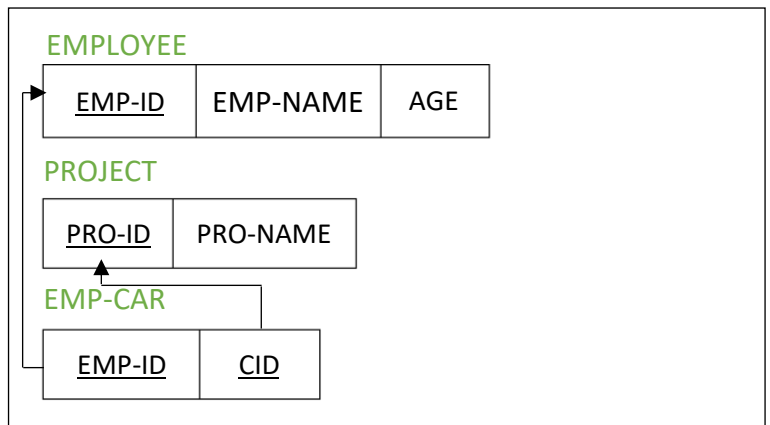 EMPLOYEE
EMP-ID EMP-NAME AGE
PROJECT
PRO-ID PRO-NAME
EMP-CAR
EMP-ID CID